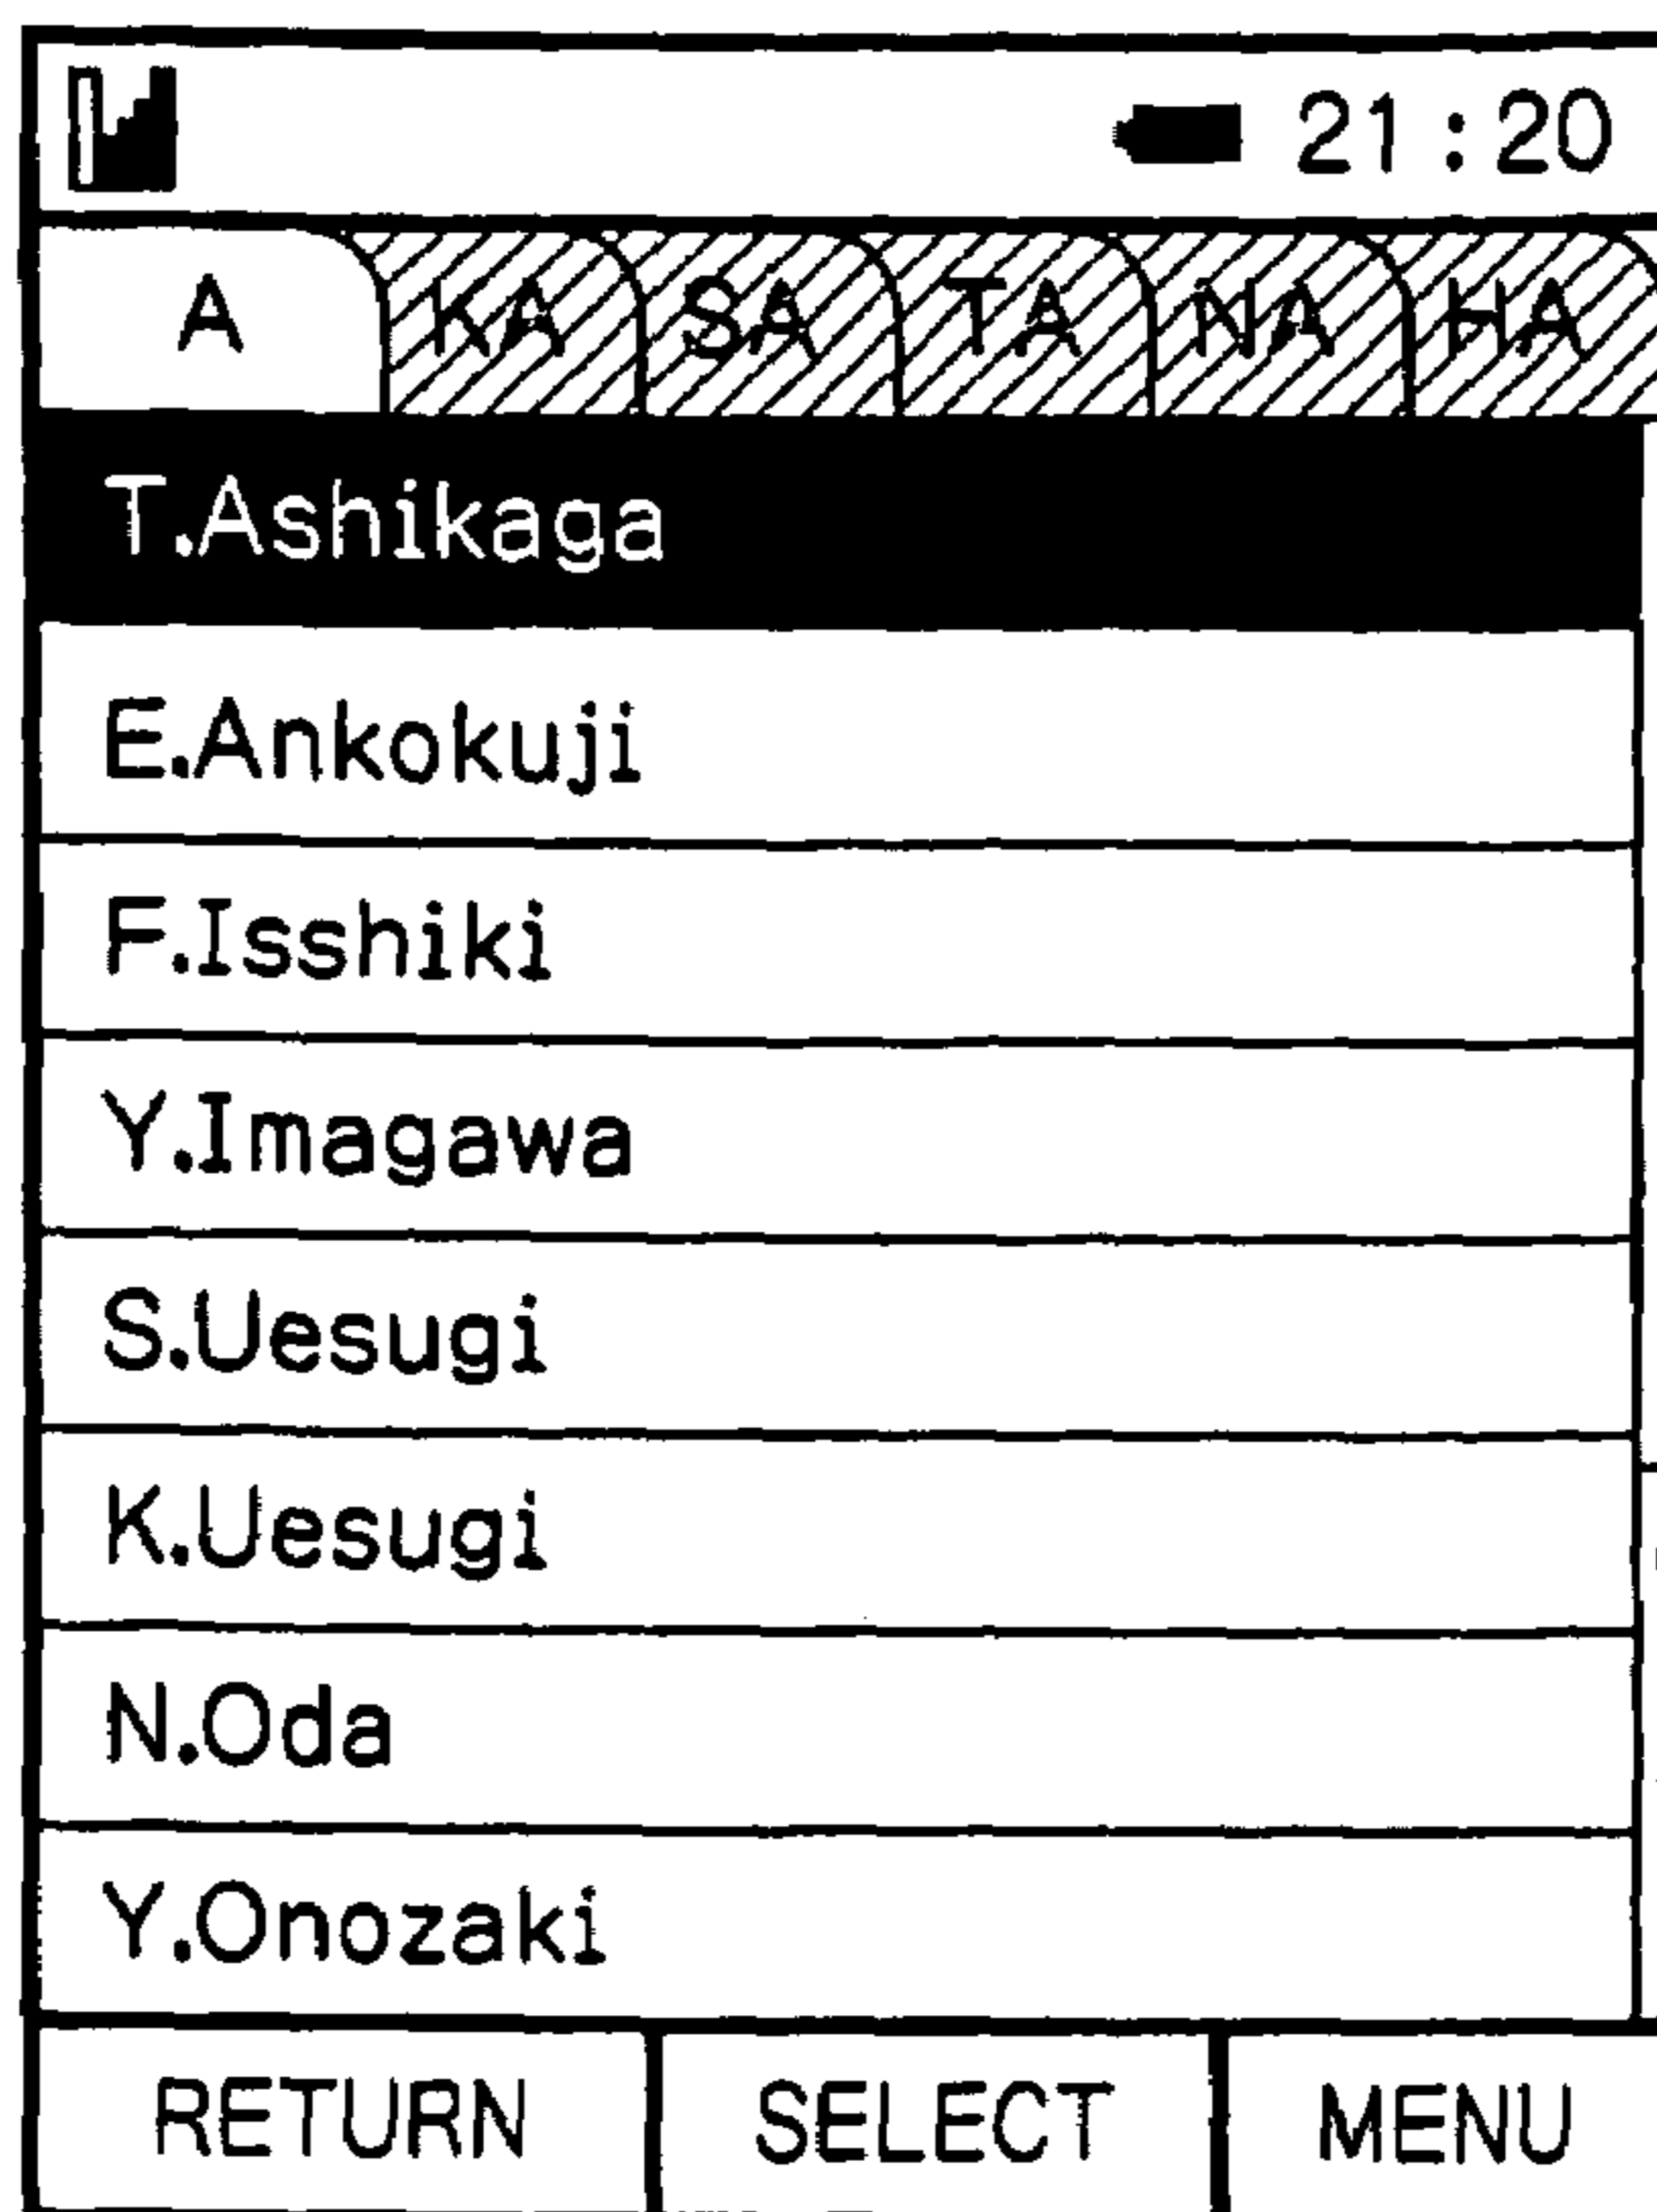 21:20
A KA SA TA NA HA
T.Ashikaga
E.Ankokuji
F.Isshiki
Y.Imagawa
S.Uesugi
K.Uesugi
N.Oda
Y.Onozaki
RETURN SELECT MENU